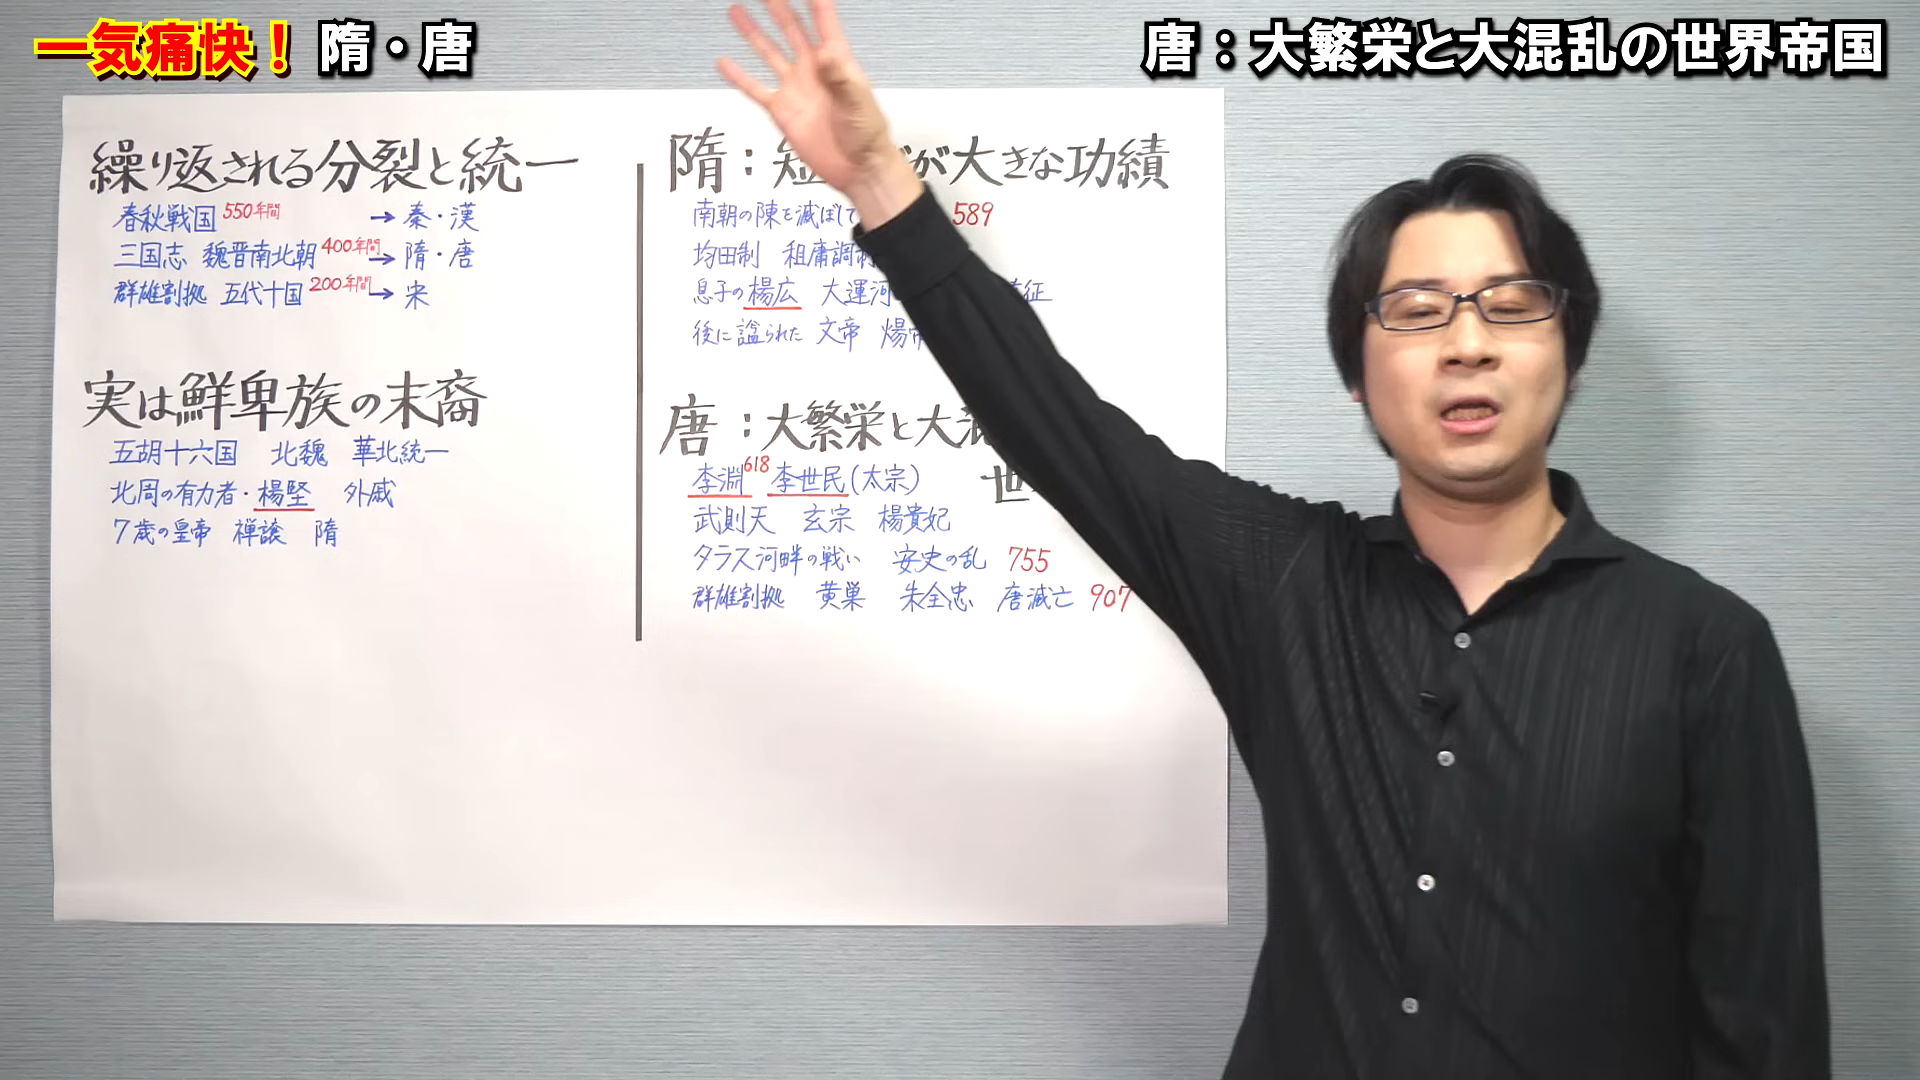 一気痛快！ 隋・唐
唐：大繁栄と大混乱の世界帝国
繰り返される分裂と統一
春秋戦国 550年間 → 秦・漢
三国志 魏晋南北朝 400年間 → 隋・唐
群雄割拠 五代十国 200年間 → 宋
実は鮮卑族の末裔
五胡十六国 北魏 華北統一
北周の有力者・楊堅 外戚
7歳の皇帝 禅譲 隋
隋：短 が大きな功績
南朝の陳を滅ぼして 589
均田制 租庸調制
息子の楊広 大運河 征
後に諡られた 文帝 煬帝
唐：大繁栄と大混
世
李淵 618 李世民(太宗)
武則天 玄宗 楊貴妃
タラス河畔の戦い 安史の乱 755
群雄割拠 黄巣 朱全忠 唐滅亡 907